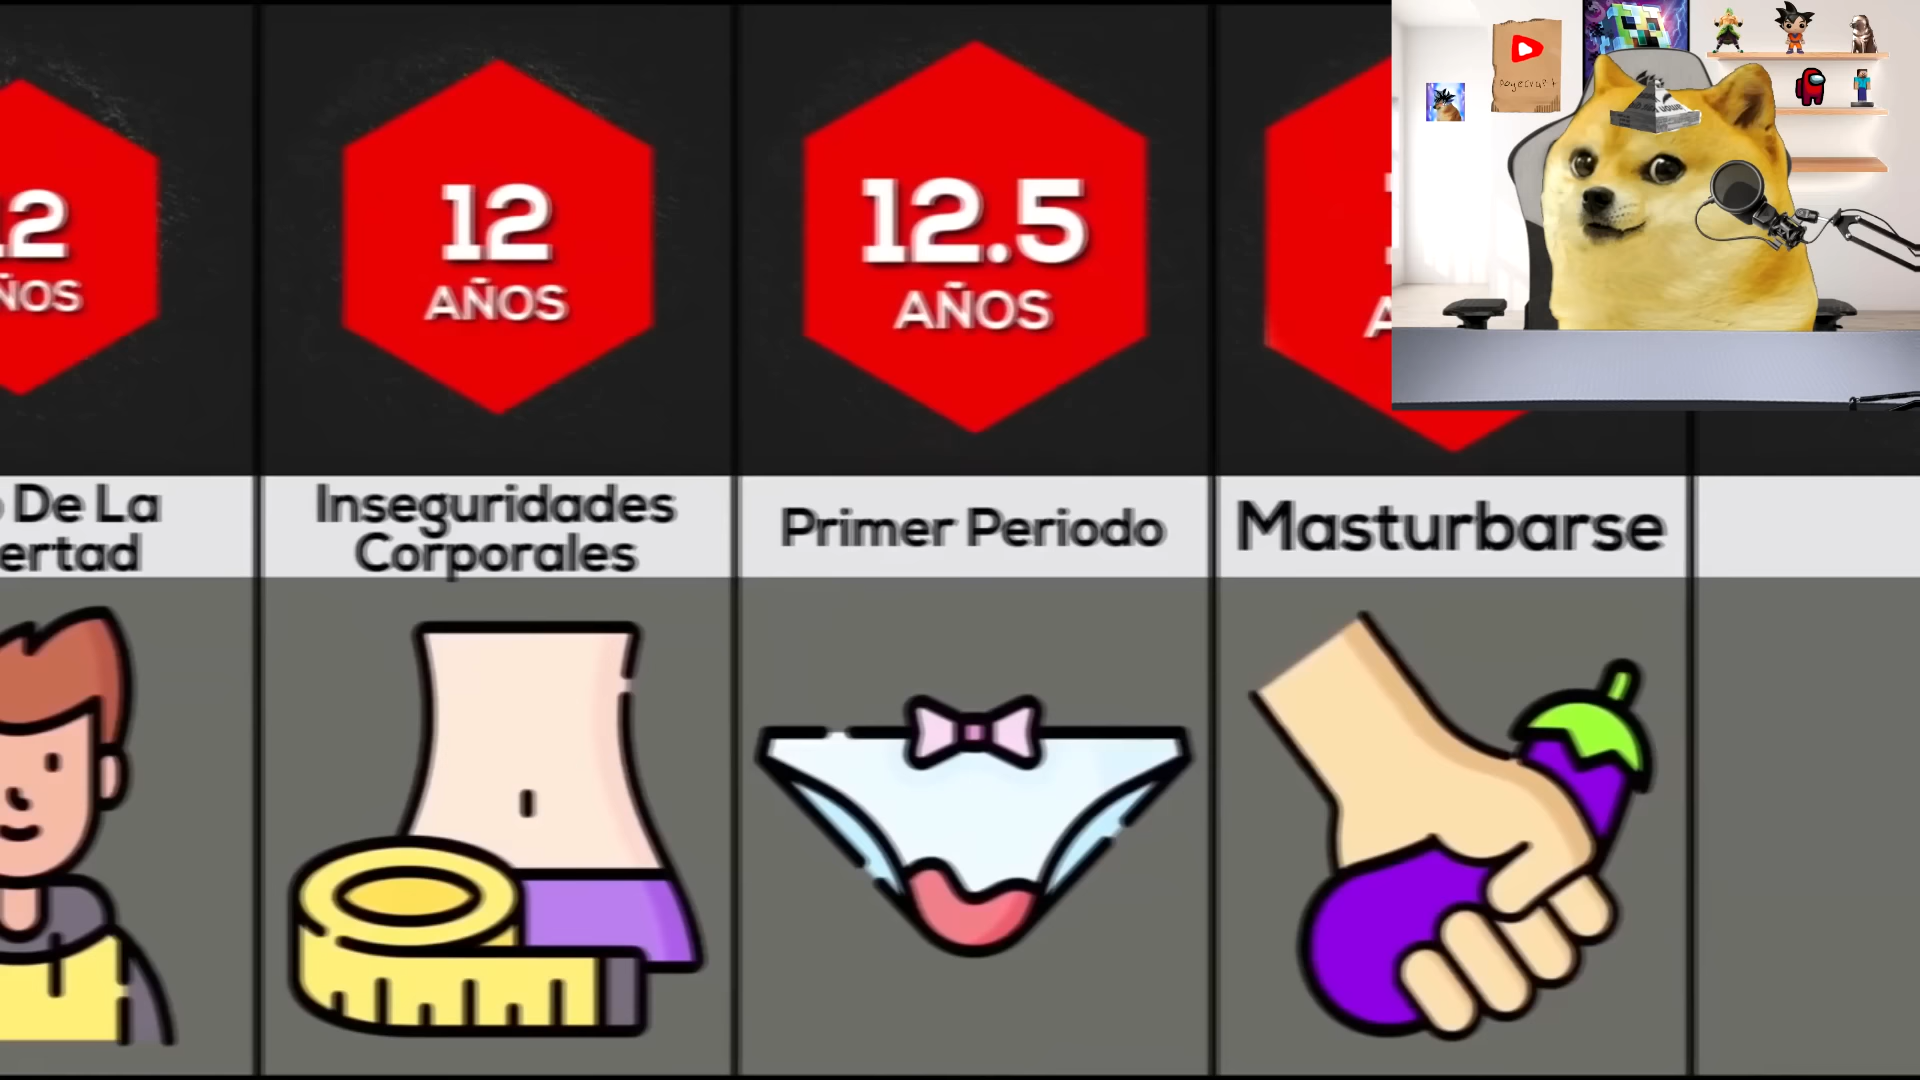 12
AÑOS
12.5
AÑOS
De La
Inseguridades
Corporales
Primer Periodo
Masturbarse